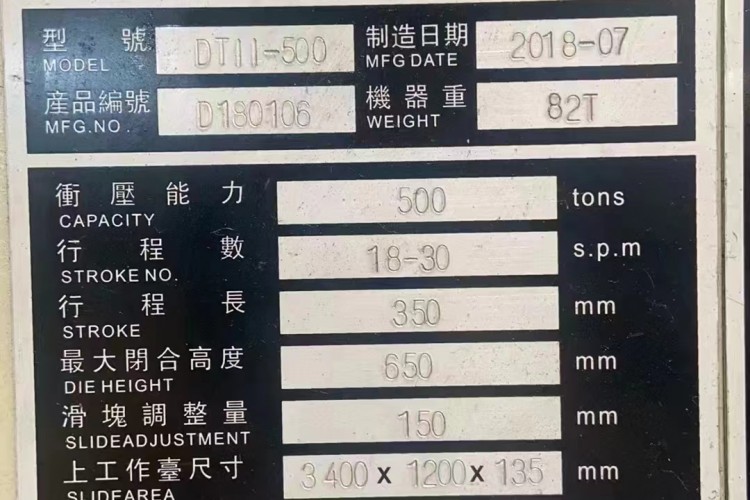 型號 DT11-500 制造日期 2018-07
MODEL MFG DATE
産品編號 D180106 機器重 82T
MFG.NO. WEIGHT
衝壓能力 500 tons
CAPACITY
行程數 18-30 s.p.m
STROKE NO.
行程長 350 mm
STROKE
最大閉合高度 650 mm
DIE HEIGHT
滑塊調整量 150 mm
SLIDEADJUSTMENT
上工作臺尺寸 3400 x 1200 x 135 mm
SLIDEAREA